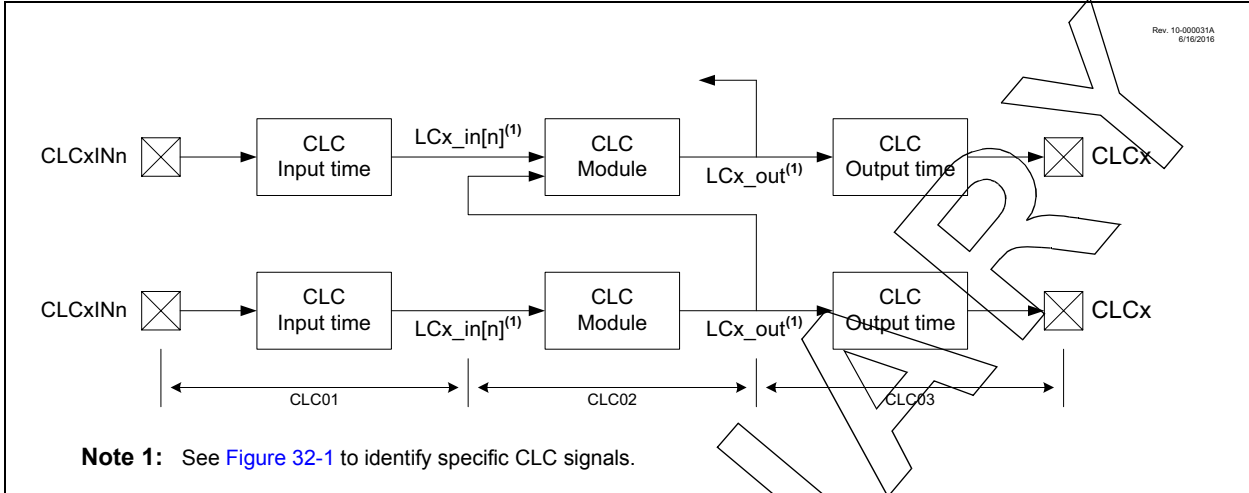 Rev. 10-000031A
6/16/2016
CLCxINn
CLC
Input time
LCx_in[n](1)
CLC
Module
LCx_out(1)
CLC
Output time
CLCx
CLCxINn
CLC
Input time
LCx_in[n](1)
CLC
Module
LCx_out(1)
CLC
Output time
CLCx
CLC01
CLC02
CLC03
Note 1: See Figure 32-1 to identify specific CLC signals.
I A R Y